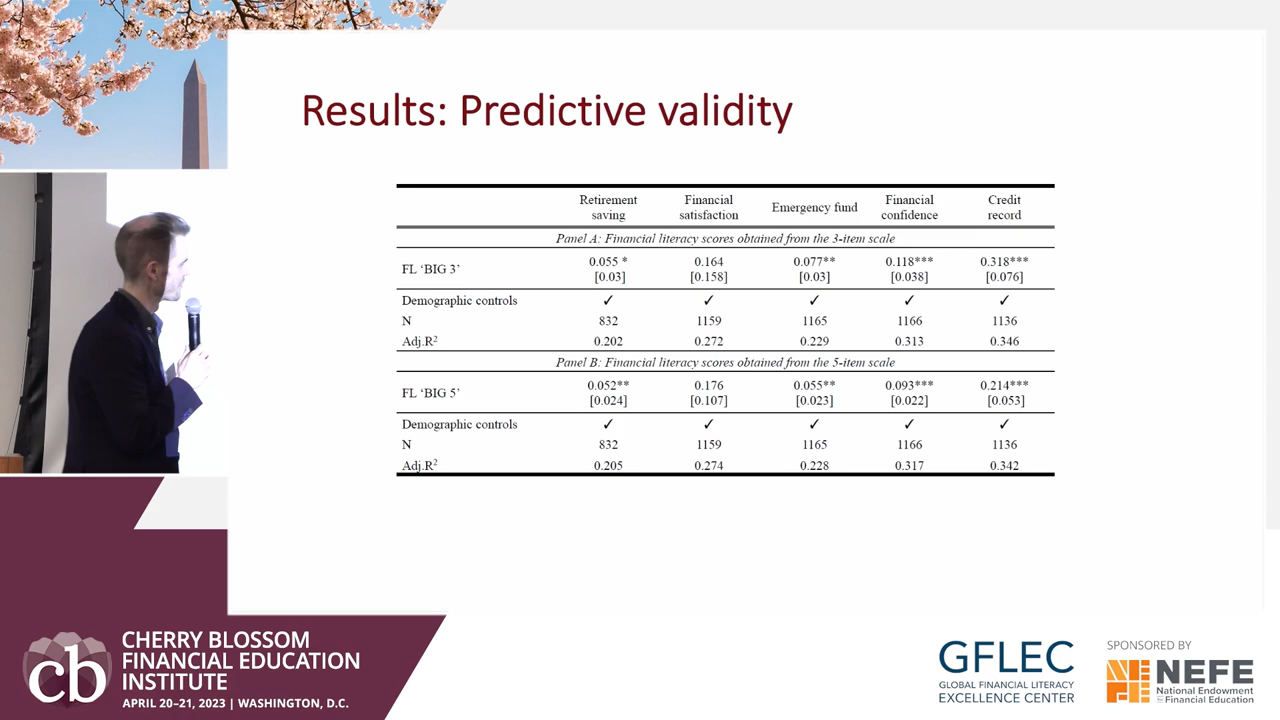 Results: Predictive validity
Retirement saving Financial satisfaction Emergency fund Financial confidence Credit record
Panel A: Financial literacy scores obtained from the 3-item scale
FL ‘BIG 3’ 0.055 * 0.164 0.077** 0.118*** 0.318***
[0.03] [0.158] [0.03] [0.038] [0.076]
Demographic controls ✓ ✓ ✓ ✓ ✓
N 832 1159 1165 1166 1136
Adj.R² 0.202 0.272 0.229 0.313 0.346
Panel B: Financial literacy scores obtained from the 5-item scale
FL ‘BIG 5’ 0.052** 0.176 0.055** 0.093*** 0.214***
[0.024] [0.107] [0.023] [0.022] [0.053]
Demographic controls ✓ ✓ ✓ ✓ ✓
N 832 1159 1165 1166 1136
Adj.R² 0.205 0.274 0.228 0.317 0.342
cb
CHERRY BLOSSOM
FINANCIAL EDUCATION
INSTITUTE
APRIL 20–21, 2023 | WASHINGTON, D.C.
GFLEC
GLOBAL FINANCIAL LITERACY
EXCELLENCE CENTER
SPONSORED BY
NEFE
National Endowment
for Financial Education